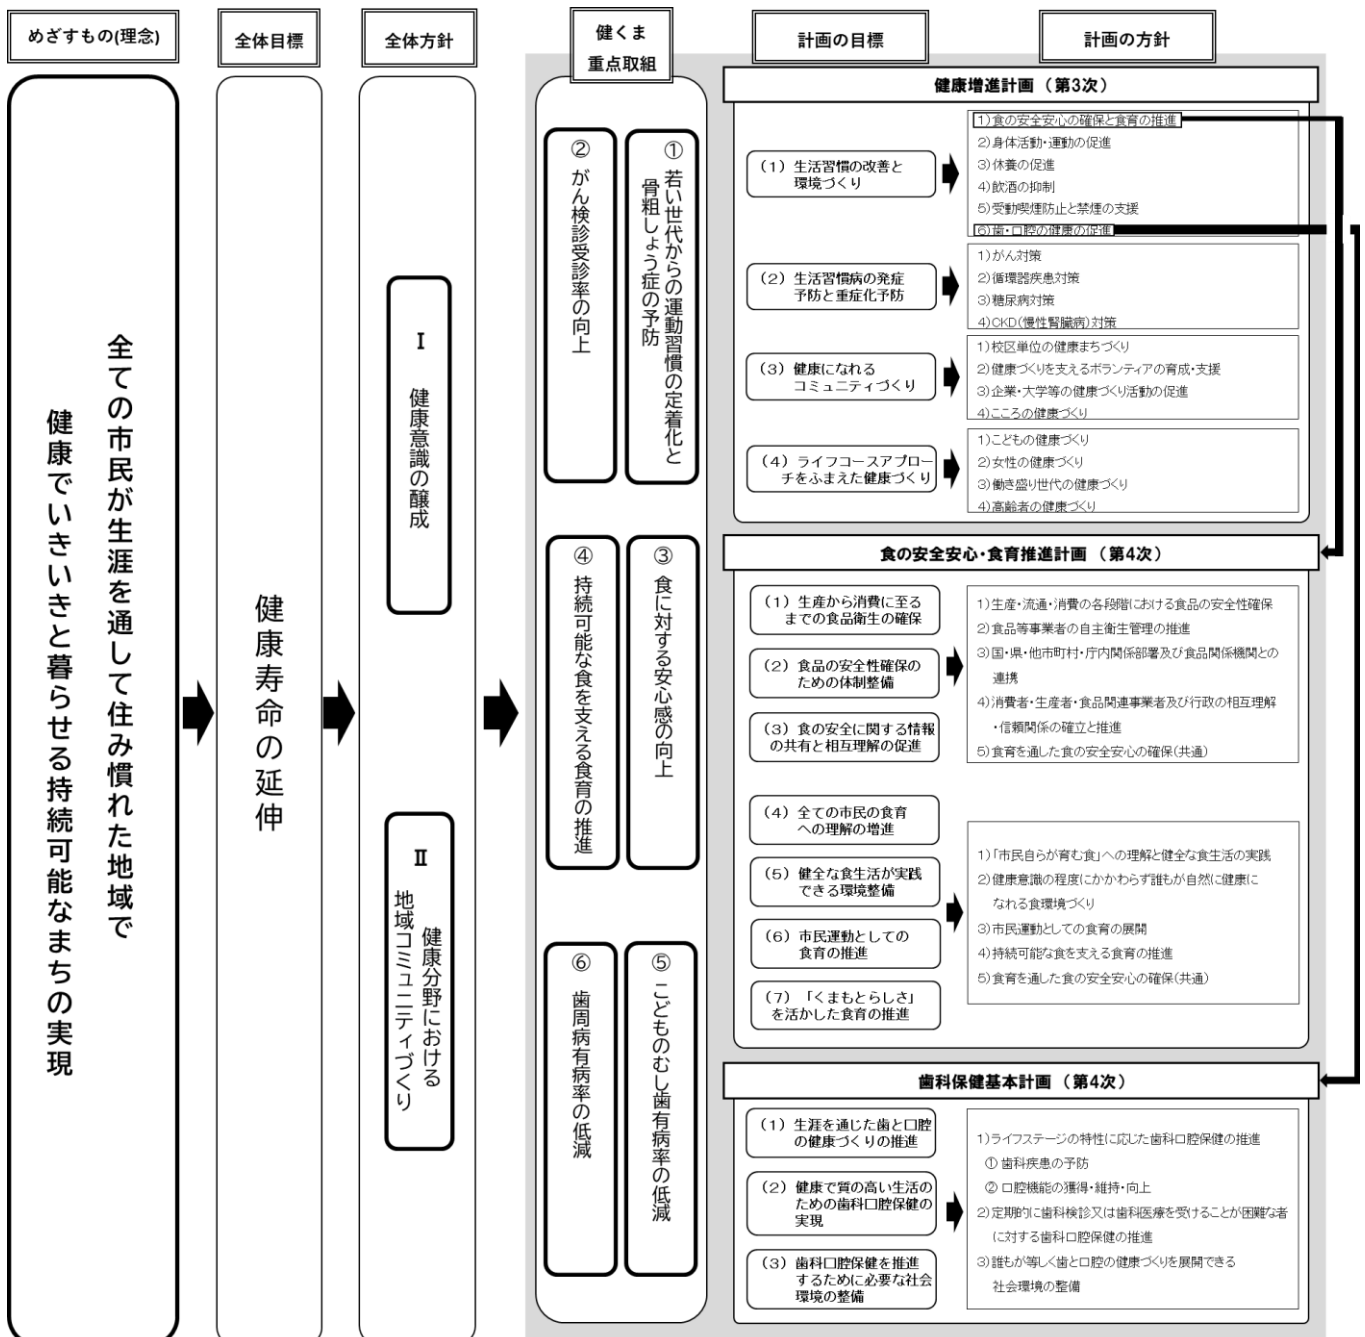 めざすもの(理念)
全体目標
全体方針
健くま
重点取組
計画の目標
計画の方針
全ての市民が生涯を通して住み慣れた地域で
健康でいきいきと暮らせる持続可能なまちの実現
健康寿命の延伸
Ⅰ 健康意識の醸成
Ⅱ 健康分野における
地域コミュニティづくり
① 若い世代からの運動習慣の定着化と
骨粗しょう症の予防
② がん検診受診率の向上
③ 食に対する安心感の向上
④ 持続可能な食を支える食育の推進
⑤ こどものむし歯有病率の低減
⑥ 歯周病有病率の低減
健康増進計画（第3次）
（1）生活習慣の改善と
環境づくり
1)食の安全安心の確保と食育の推進
2)身体活動・運動の促進
3)休養の促進
4)飲酒の抑制
5)受動喫煙防止と禁煙の支援
6)歯・口腔の健康の促進
（2）生活習慣病の発症
予防と重症化予防
1)がん対策
2)循環器疾患対策
3)糖尿病対策
4)CKD(慢性腎臓病)対策
（3）健康になれる
コミュニティづくり
1)校区単位の健康まちづくり
2)健康づくりを支えるボランティアの育成・支援
3)企業・大学等の健康づくり活動の促進
4)こころの健康づくり
（4）ライフコースアプロー
チをふまえた健康づくり
1)こどもの健康づくり
2)女性の健康づくり
3)働き盛り世代の健康づくり
4)高齢者の健康づくり
食の安全安心・食育推進計画（第4次）
（1）生産から消費に至る
までの食品衛生の確保
（2）食品の安全性確保の
ための体制整備
（3）食の安全に関する情報
の共有と相互理解の促進
1)生産・流通・消費の各段階における食品の安全性確保
2)食品等事業者の自主衛生管理の推進
3)国・県・他市町村・庁内関係部署及び食品関係機関との
連携
4)消費者・生産者・食品関連事業者及び行政の相互理解
・信頼関係の確立と推進
5)食育を通した食の安全安心の確保(共通)
（4）全ての市民の食育
への理解の増進
（5）健全な食生活が実践
できる環境整備
（6）市民運動としての
食育の推進
（7）「くまもとらしさ」
を活かした食育の推進
1)「市民自らが育む食」への理解と健全な食生活の実践
2)健康意識の程度にかかわらず誰もが自然に健康に
なれる食環境づくり
3)市民運動としての食育の展開
4)持続可能な食を支える食育の推進
5)食育を通した食の安全安心の確保(共通)
歯科保健基本計画（第4次）
（1）生涯を通じた歯と口腔
の健康づくりの推進
（2）健康で質の高い生活の
ための歯科口腔保健の
実現
（3）歯科口腔保健を推進
するために必要な社会
環境の整備
1)ライフステージの特性に応じた歯科口腔保健の推進
① 歯科疾患の予防
② 口腔機能の獲得・維持・向上
2)定期的に歯科検診又は歯科医療を受けることが困難な者
に対する歯科口腔保健の推進
3)誰もが等しく歯と口腔の健康づくりを展開できる
社会環境の整備